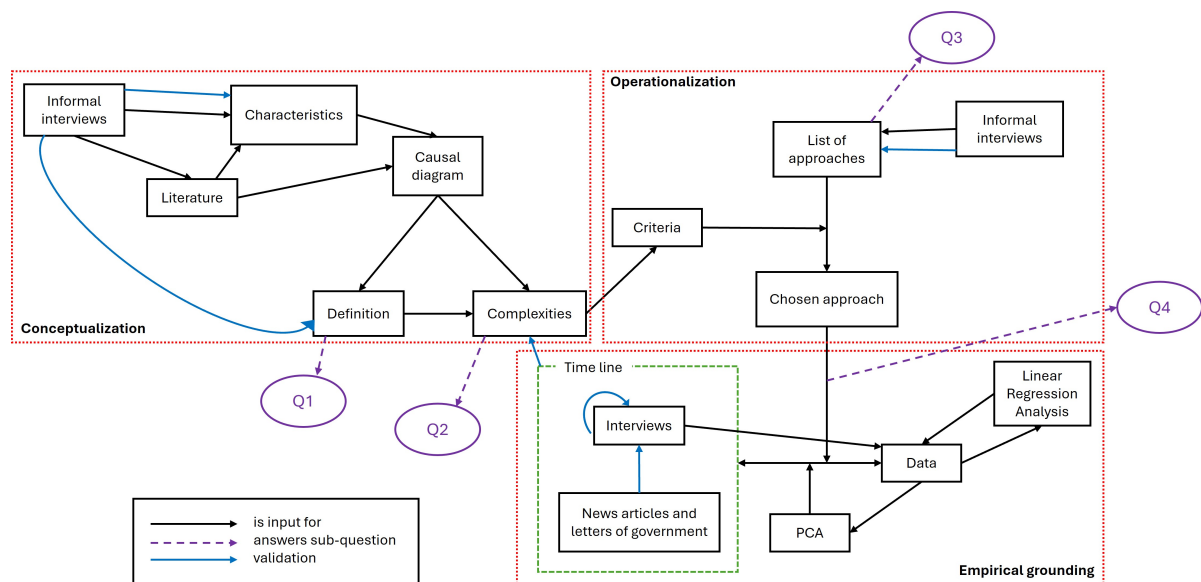 Q3
Operationalization
Informal
interviews
Characteristics
Informal
interviews
List of
approaches
Causal
diagram
Literature
Criteria
Chosen approach
Q4
Definition
Complexities
Conceptualization
Time line
Linear
Regression
Analysis
Q1
Q2
Interviews
Data
News articles and
letters of government
PCA
is input for
answers sub-question
validation
Empirical grounding